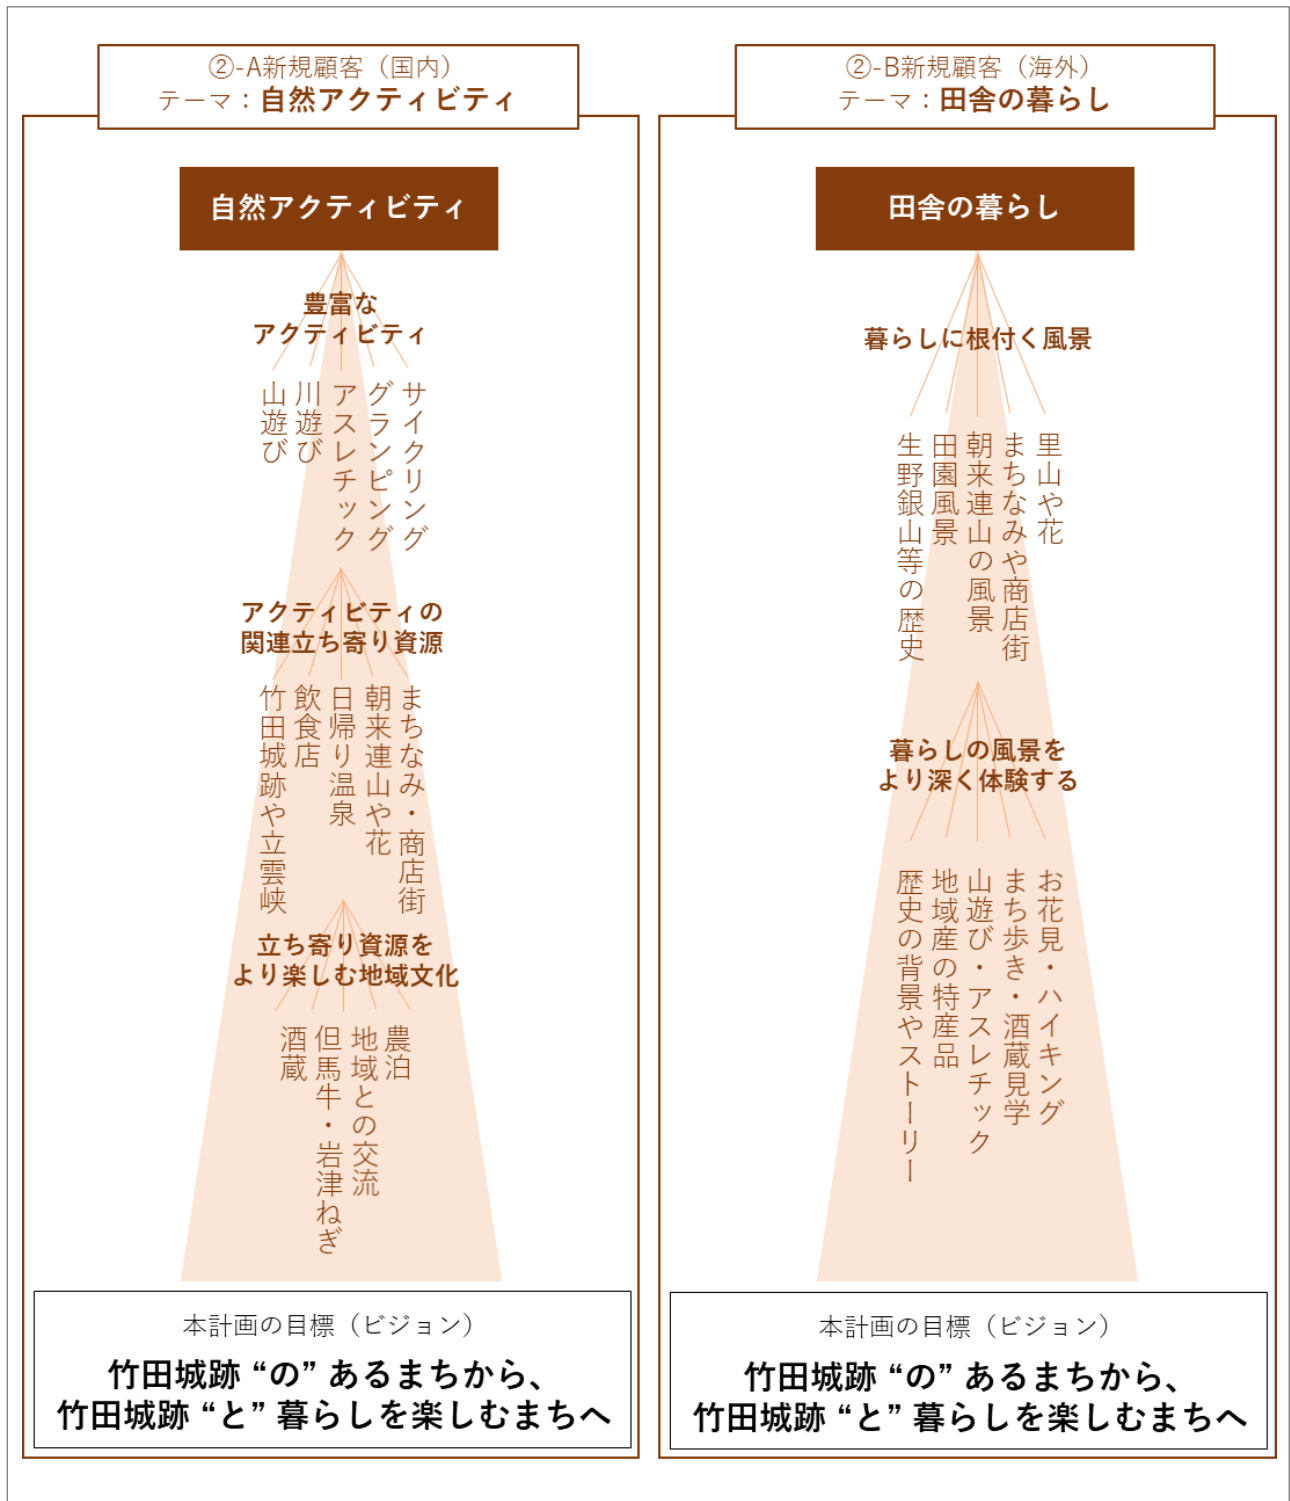 ②-A新規顧客（国内）
テーマ：自然アクティビティ
自然アクティビティ
豊富な
アクティビティ
山遊び
川遊び
アスレチック
グランピング
サイクリング
アクティビティの
関連立ち寄り資源
竹田城跡や立雲峡
飲食店
日帰り温泉
朝来連山や花
まちなみ・商店街
立ち寄り資源を
より楽しむ地域文化
酒蔵
但馬牛・岩津ねぎ
地域との交流
農泊
本計画の目標（ビジョン）
竹田城跡 “の” あるまちから、
竹田城跡 “と” 暮らしを楽しむまちへ
②-B新規顧客（海外）
テーマ：田舎の暮らし
田舎の暮らし
暮らしに根付く風景
生野銀山等の歴史
田園風景
朝来連山の風景
まちなみや商店街
里山や花
暮らしの風景を
より深く体験する
歴史の背景やストーリー
地域産の特産品
山遊び・アスレチック
まち歩き・酒蔵見学
お花見・ハイキング
本計画の目標（ビジョン）
竹田城跡 “の” あるまちから、
竹田城跡 “と” 暮らしを楽しむまちへ